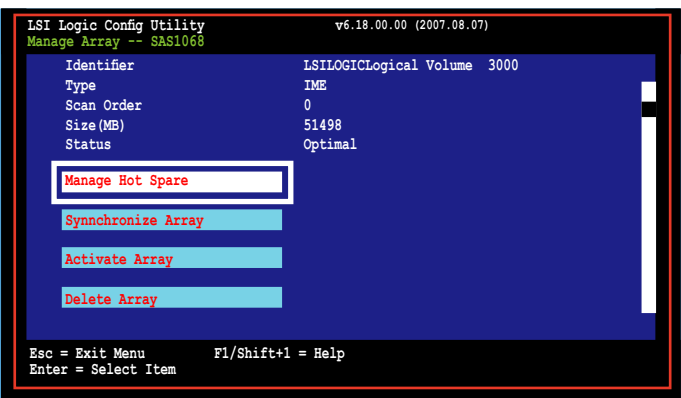 LSI Logic Config Utility v6.18.00.00 (2007.08.07)
Manage Array -- SAS1068
Identifier LSILOGICLogical Volume 3000
Type IME
Scan Order 0
Size(MB) 51498
Status Optimal
Manage Hot Spare
Synnchronize Array
Activate Array
Delete Array
Esc = Exit Menu F1/Shift+1 = Help
Enter = Select Item